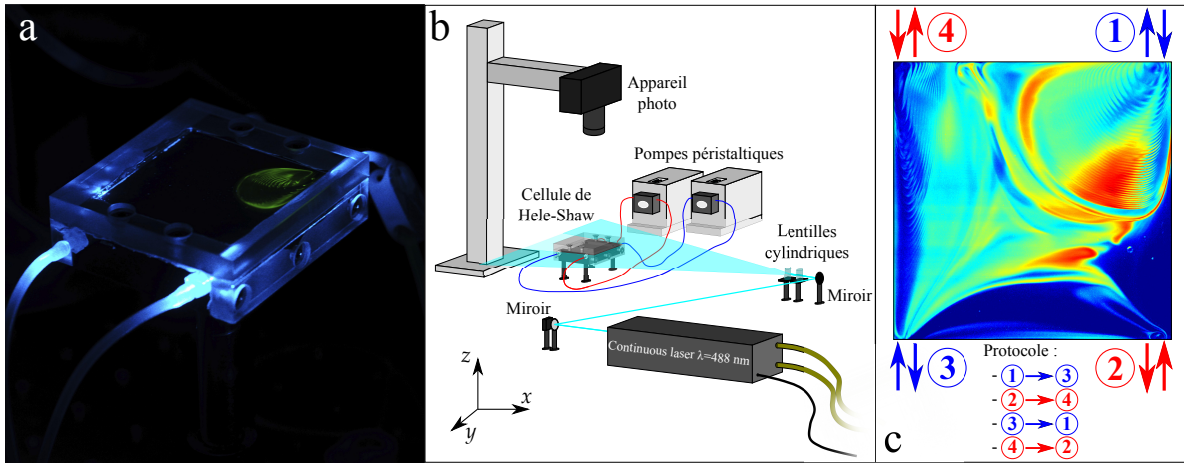 a
b
Appareil
photo
Pompes péristaltiques
Cellule de
Hele-Shaw
Lentilles
cylindriques
Miroir
Miroir
Continuous laser λ=488 nm
z
x
y
4
1
3
2
Protocole :
- 1 → 3
- 2 → 4
- 3 → 1
- 4 → 2
c